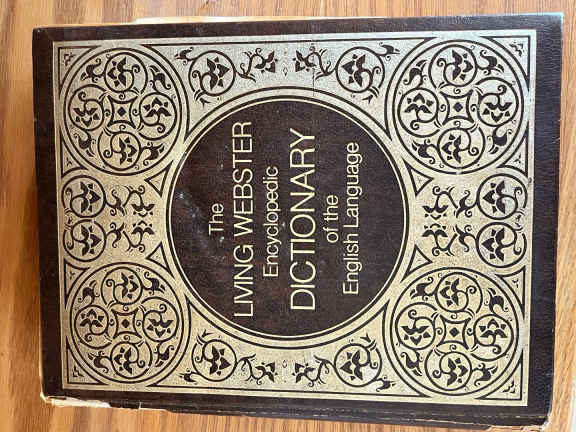 The
LIVING WEBSTER
Encyclopedic
DICTIONARY
of the
English Language